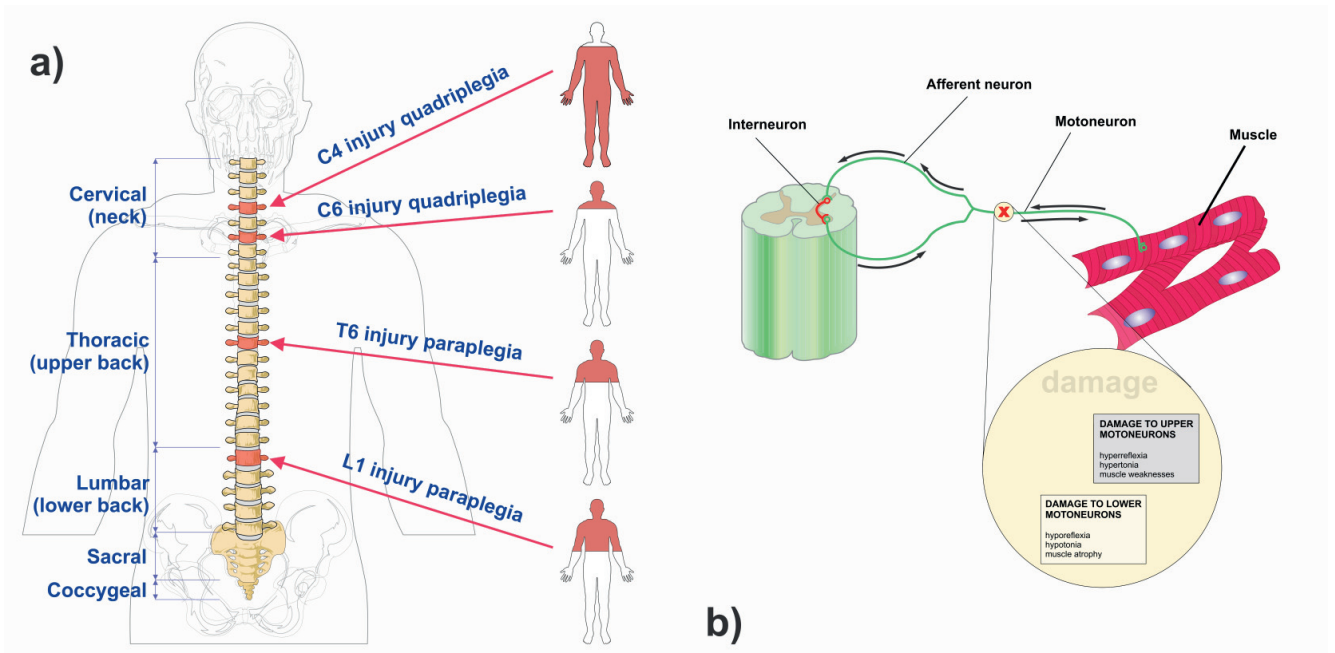 a)
C4 injury quadriplegia
C6 injury quadriplegia
Cervical
(neck)
T6 injury paraplegia
Thoracic
(upper back)
L1 injury paraplegia
Lumbar
(lower back)
Sacral
Coccygeal
Afferent neuron
Interneuron
Motoneuron
Muscle
X
damage
DAMAGE TO UPPER
MOTONEURONS
hyperreflexia
hypertonia
muscle weaknesses
DAMAGE TO LOWER
MOTONEURONS
hyporeflexia
hypotonia
muscle atrophy
b)